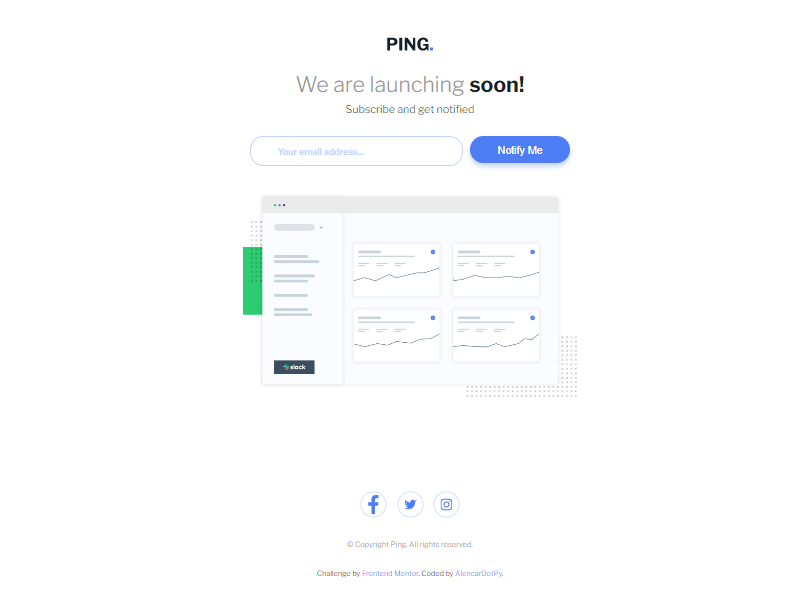 PING.
We are launching soon!
Subscribe and get notified
Your email address...
Notify Me
slock
© Copyright Ping. All rights reserved.
Challenge by Frontend Mentor. Coded by AlencarDotPy.